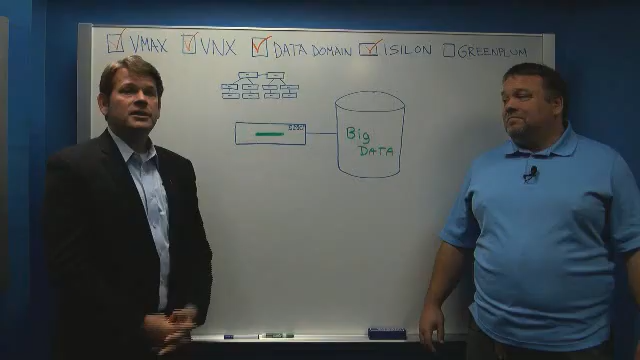 VMAX VNX DATA DOMAIN ISILON GREENPLUM
Big
DATA